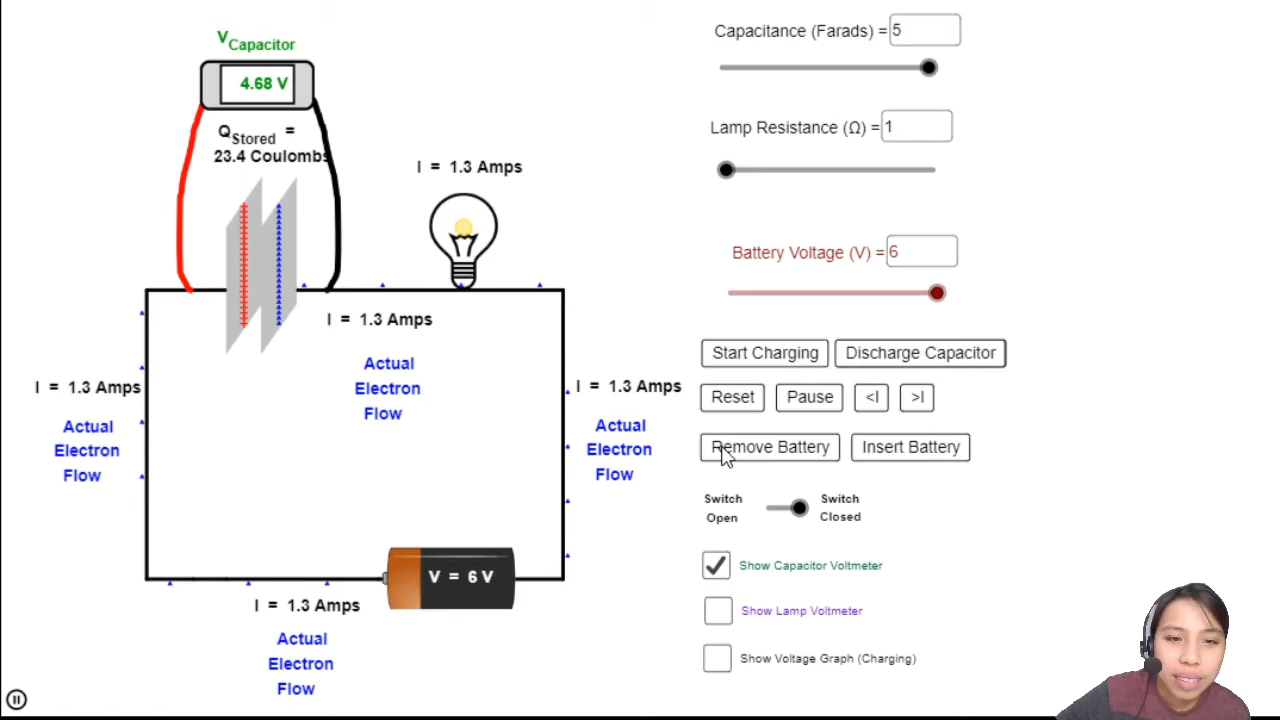 V Capacitor
4.68 V
Q Stored =
23.4 Coulombs
I = 1.3 Amps
I = 1.3 Amps
Actual
Electron
Flow
I = 1.3 Amps
Actual
Electron
Flow
I = 1.3 Amps
Actual
Electron
Flow
V = 6 V
I = 1.3 Amps
Actual
Electron
Flow
Capacitance (Farads) = 5
Lamp Resistance (Ω) = 1
Battery Voltage (V) = 6
Start Charging Discharge Capacitor
Reset Pause <I >I
Remove Battery Insert Battery
Switch
Open
Switch
Closed
Show Capacitor Voltmeter
Show Lamp Voltmeter
Show Voltage Graph (Charging)